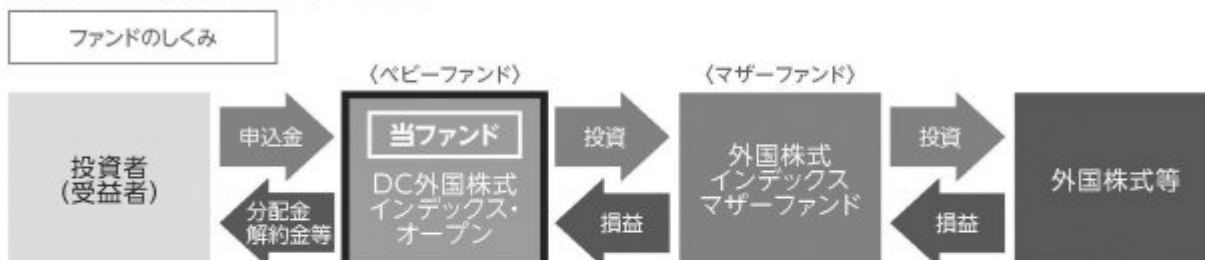 ファンドのしくみ
〈ベビーファンド〉
〈マザーファンド〉
投資者
(受益者)
申込金
分配金
解約金等
当ファンド
DC外国株式
インデックス・
オープン
投資
損益
外国株式
インデックス
マザーファンド
投資
損益
外国株式等